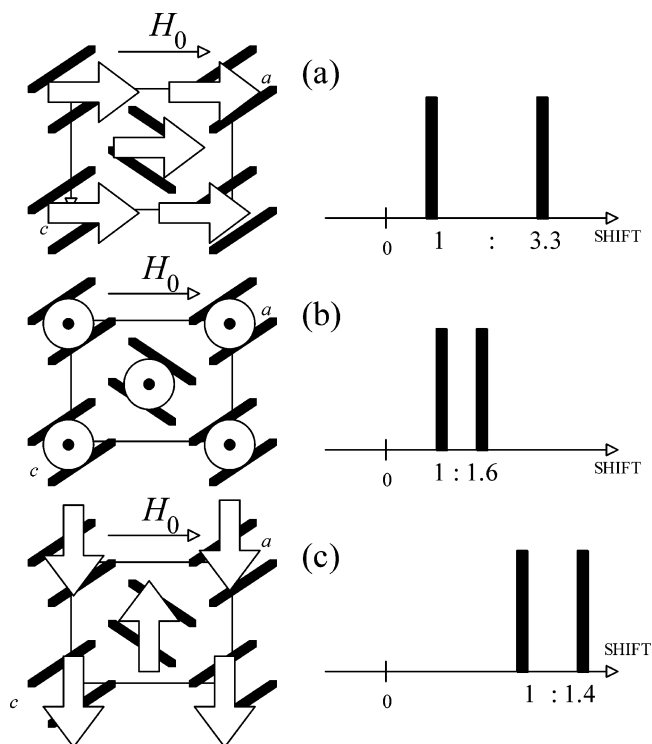 H₀
(a)
a
c
0
1 : 3.3
SHIFT
H₀
(b)
a
c
0
1 : 1.6
SHIFT
H₀
(c)
a
c
0
1 : 1.4
SHIFT